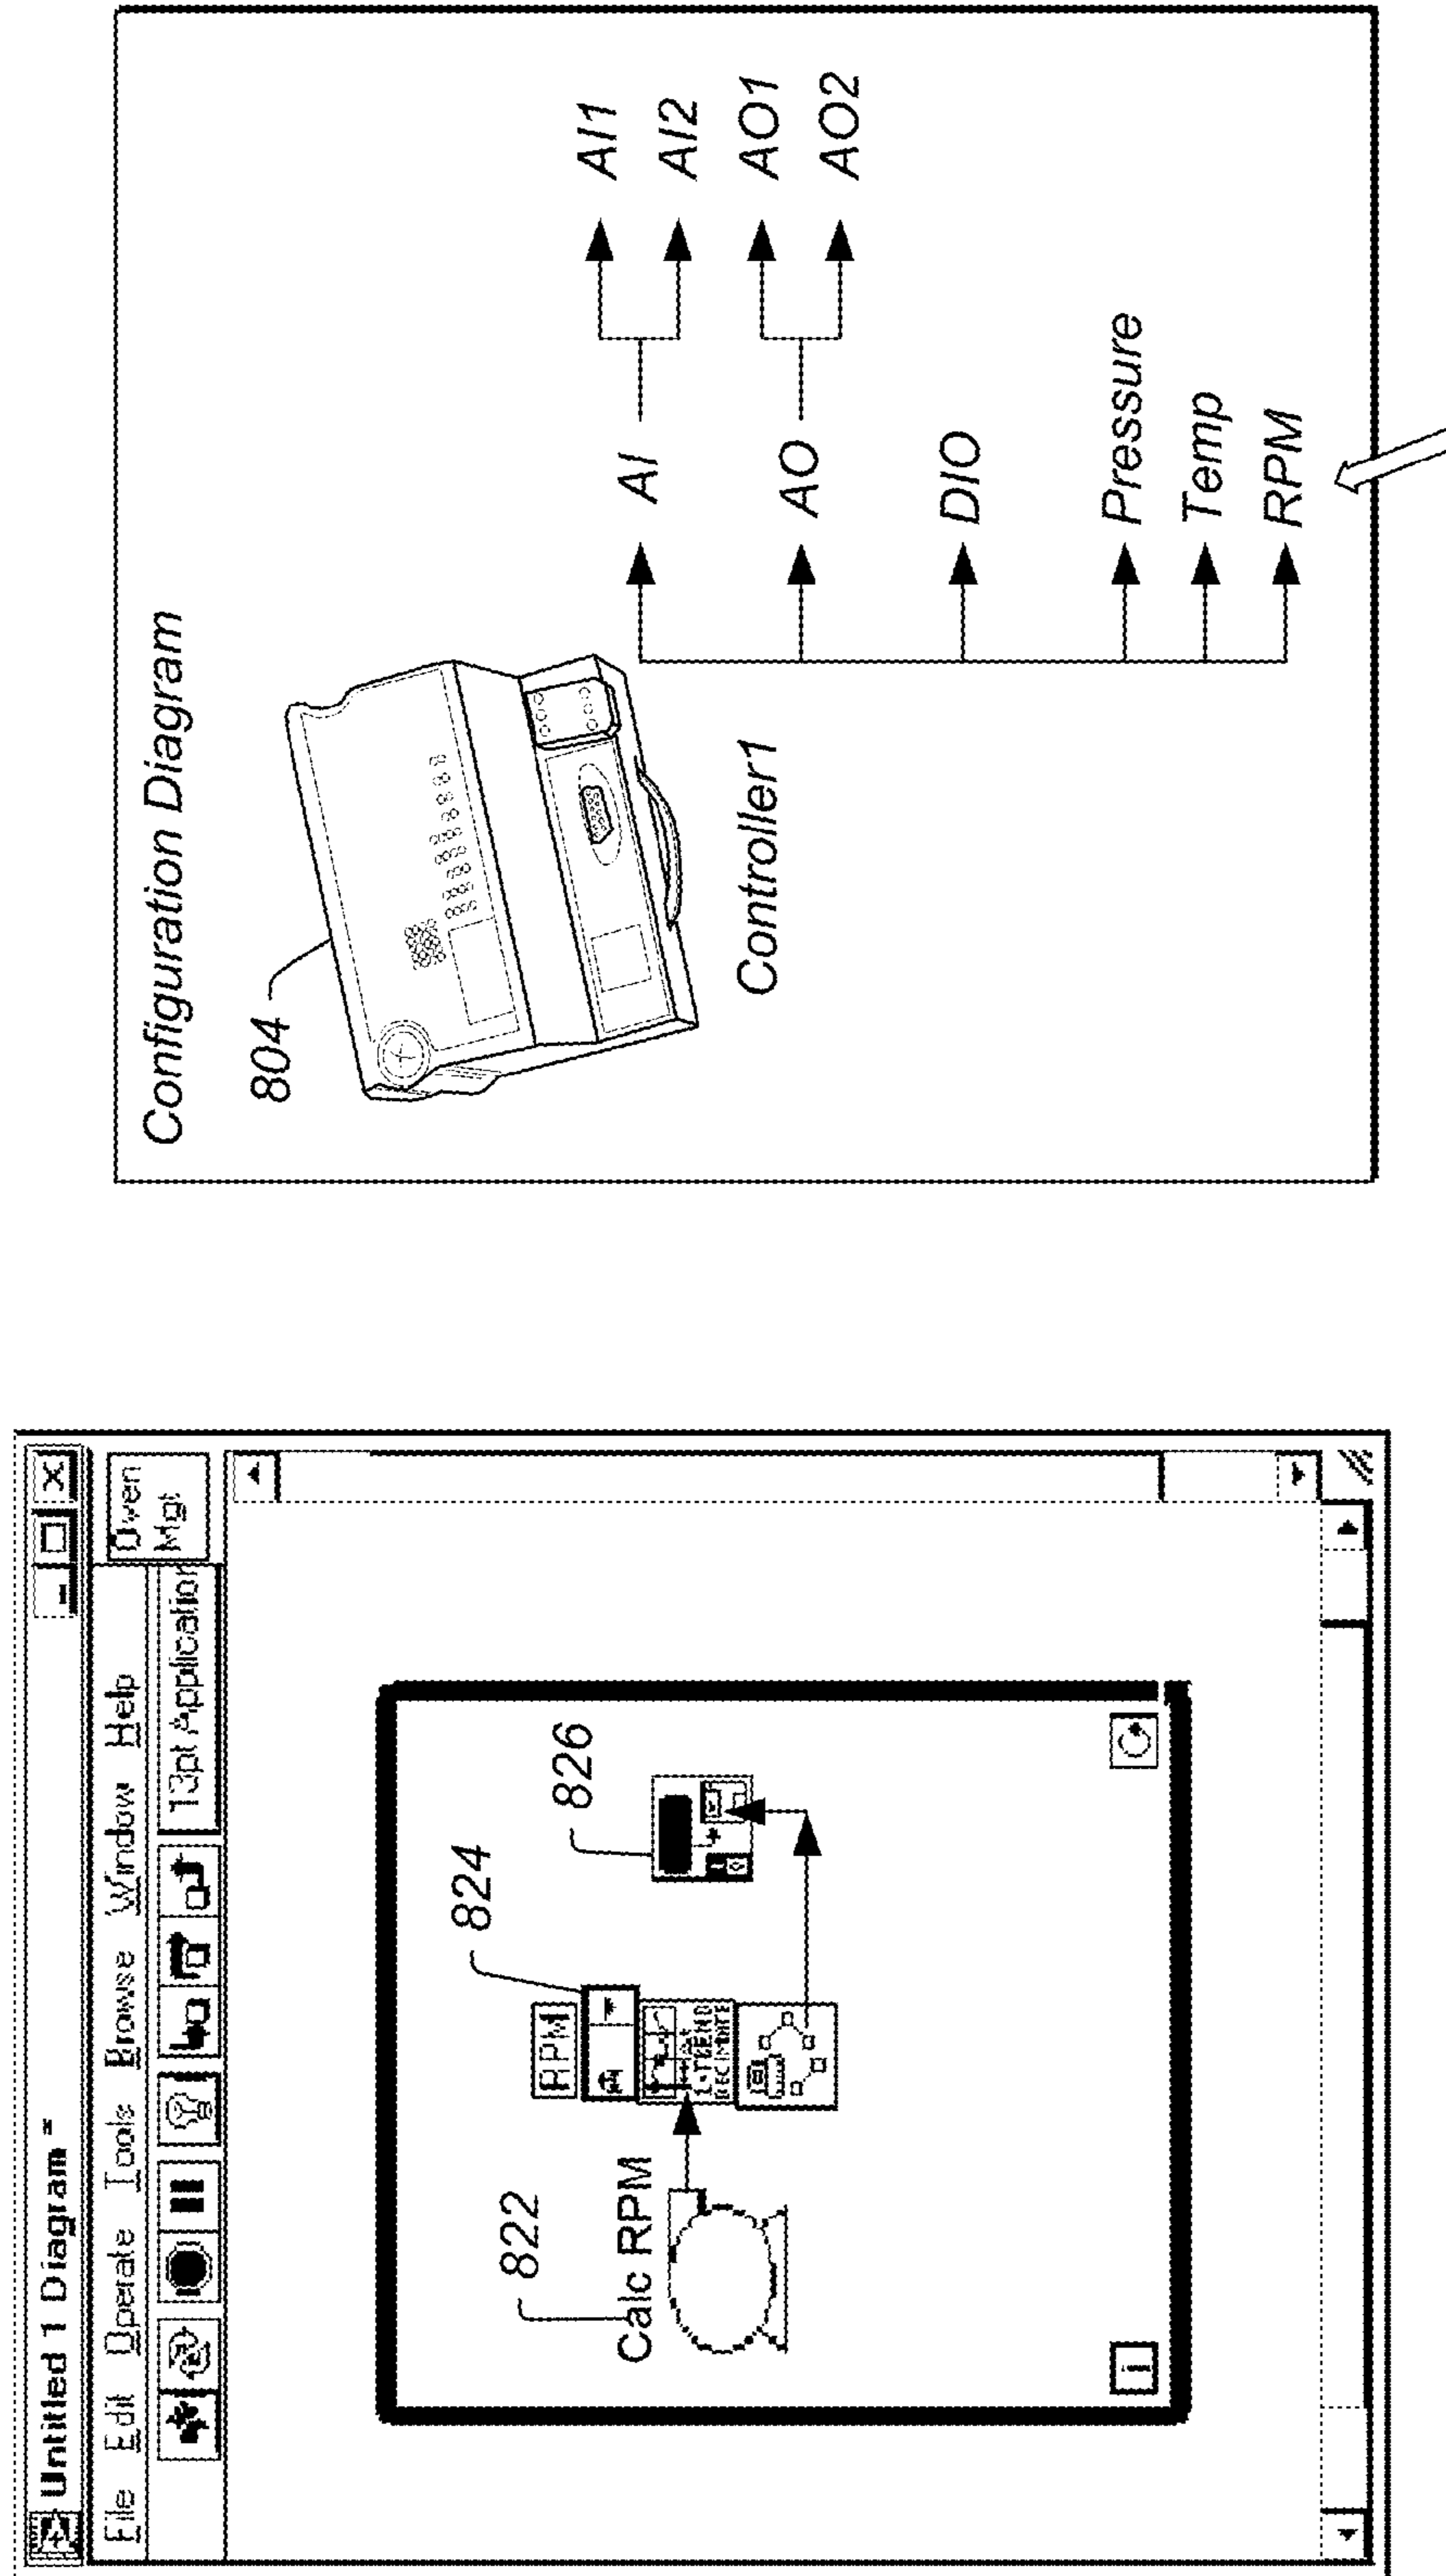 Untitled 1 Diagram *
File Edit Operate Tools Browse Window Help
13pt Application
Oven
Mgt
822
Calc RPM
RPM
824
826
i
Configuration Diagram
804
Controller1
AI
AI1
AI2
AO
AO1
AO2
DIO
Pressure
Temp
RPM